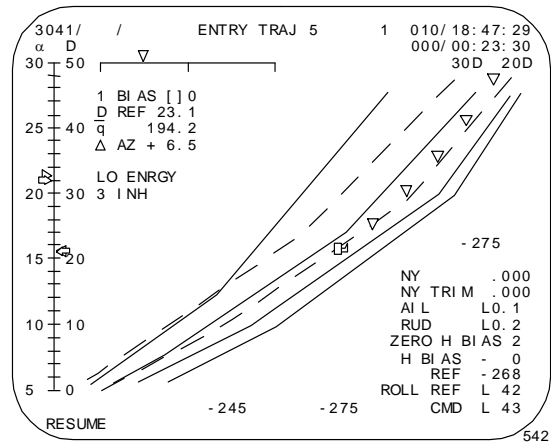 3041/ / ENTRY TRAJ 5 1 010/18:47:29
000/00:23:30
α D 30D 20D
30 50
1 BIAS [ ] 0
D REF 23.1
25 40
q 194.2
Δ AZ + 6.5
LO ENRGY
20 30 3 INH
-275
15 20
NY .000
NY TRIM .000
AIL L0.1
RUD L0.2
10 10
ZERO H BIAS 2
H BIAS - 0
REF -268
5 0
ROLL REF L 42
-245 -275 CMD L 43
RESUME
542